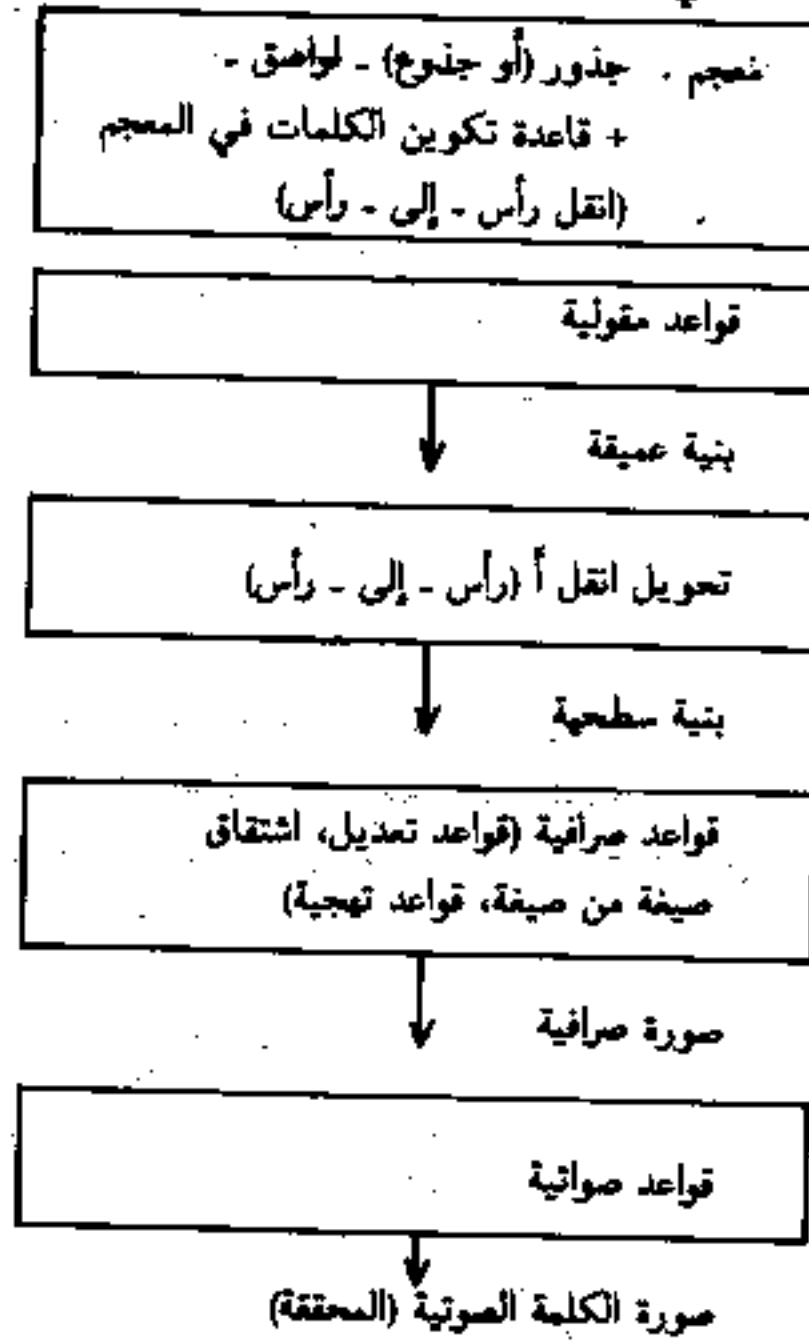 معجم . جذور (أو جذوع) - لواصق -
+ قاعدة تكوين الكلمات في المعجم
(انقل رأس - إلى - رأس)
قواعد مقولية
بنية عميقة
تحويل انقل أ (رأس - إلى - رأس)
بنية سطحية
قواعد صرافية (قواعد تعديل، اشتقاق
صيغة من صيغة، قواعد تهجية)
صورة صرافية
قواعد صواتية
صورة الكلمة الصوتية (المحققة)